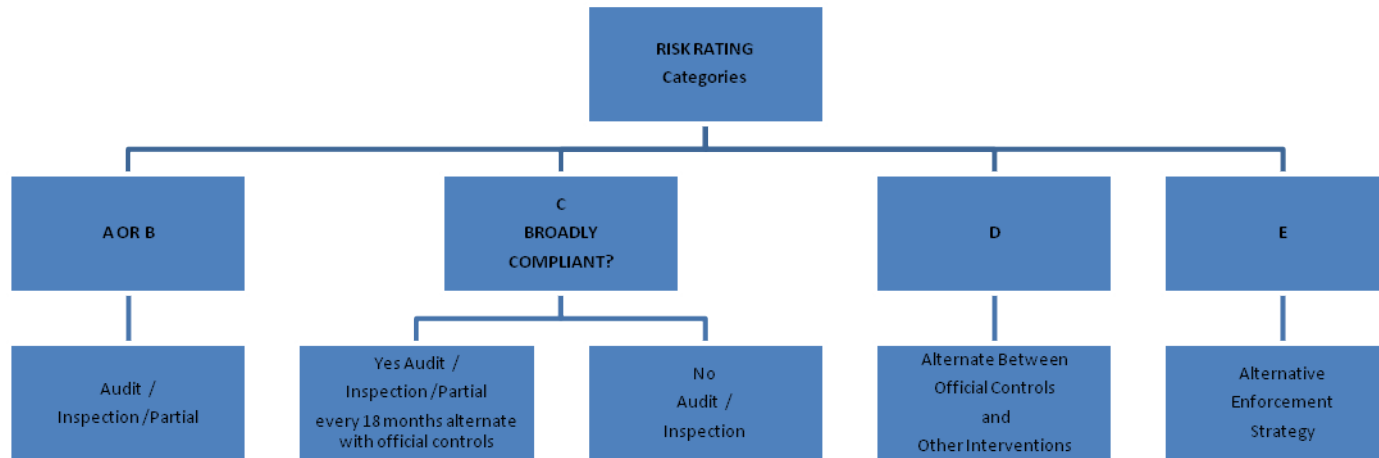 RISK RATING
Categories
A OR B
C
BROADLY
COMPLIANT?
D
E
Audit /
Inspection /Partial
Yes Audit /
Inspection /Partial
every 18 months alternate
with official controls
No
Audit /
Inspection
Alternate Between
Official Controls
and
Other Interventions
Alternative
Enforcement
Strategy